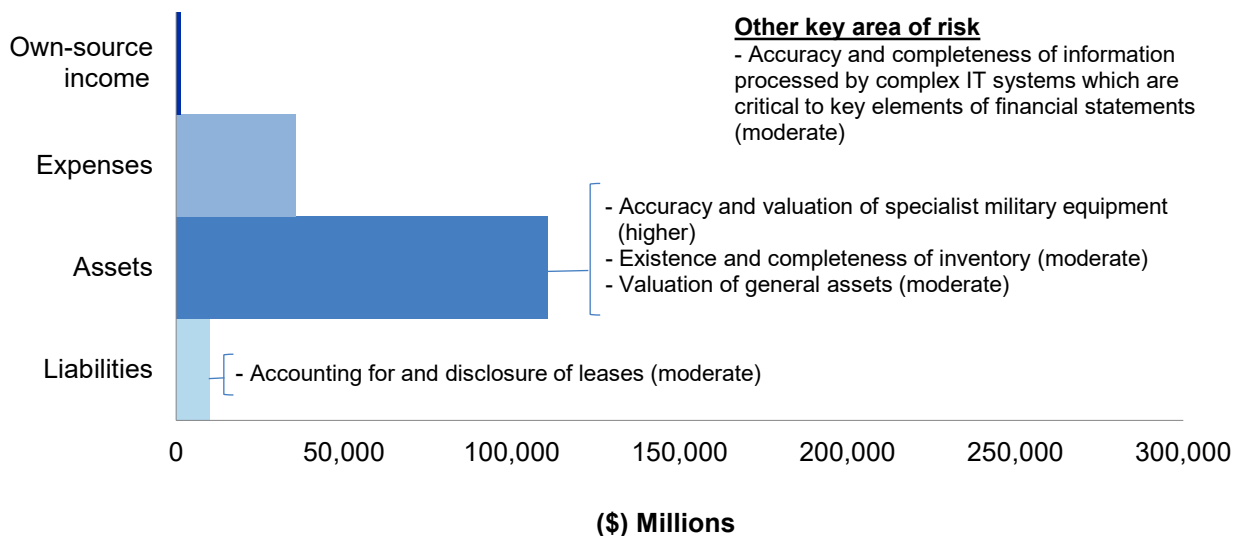 Other key area of risk
- Accuracy and completeness of information
processed by complex IT systems which are
critical to key elements of financial statements
(moderate)
Own-source
income
Expenses
Assets
- Accuracy and valuation of specialist military equipment
(higher)
- Existence and completeness of inventory (moderate)
- Valuation of general assets (moderate)
Liabilities
- Accounting for and disclosure of leases (moderate)
0
50,000
100,000
150,000
200,000
250,000
300,000
($) Millions